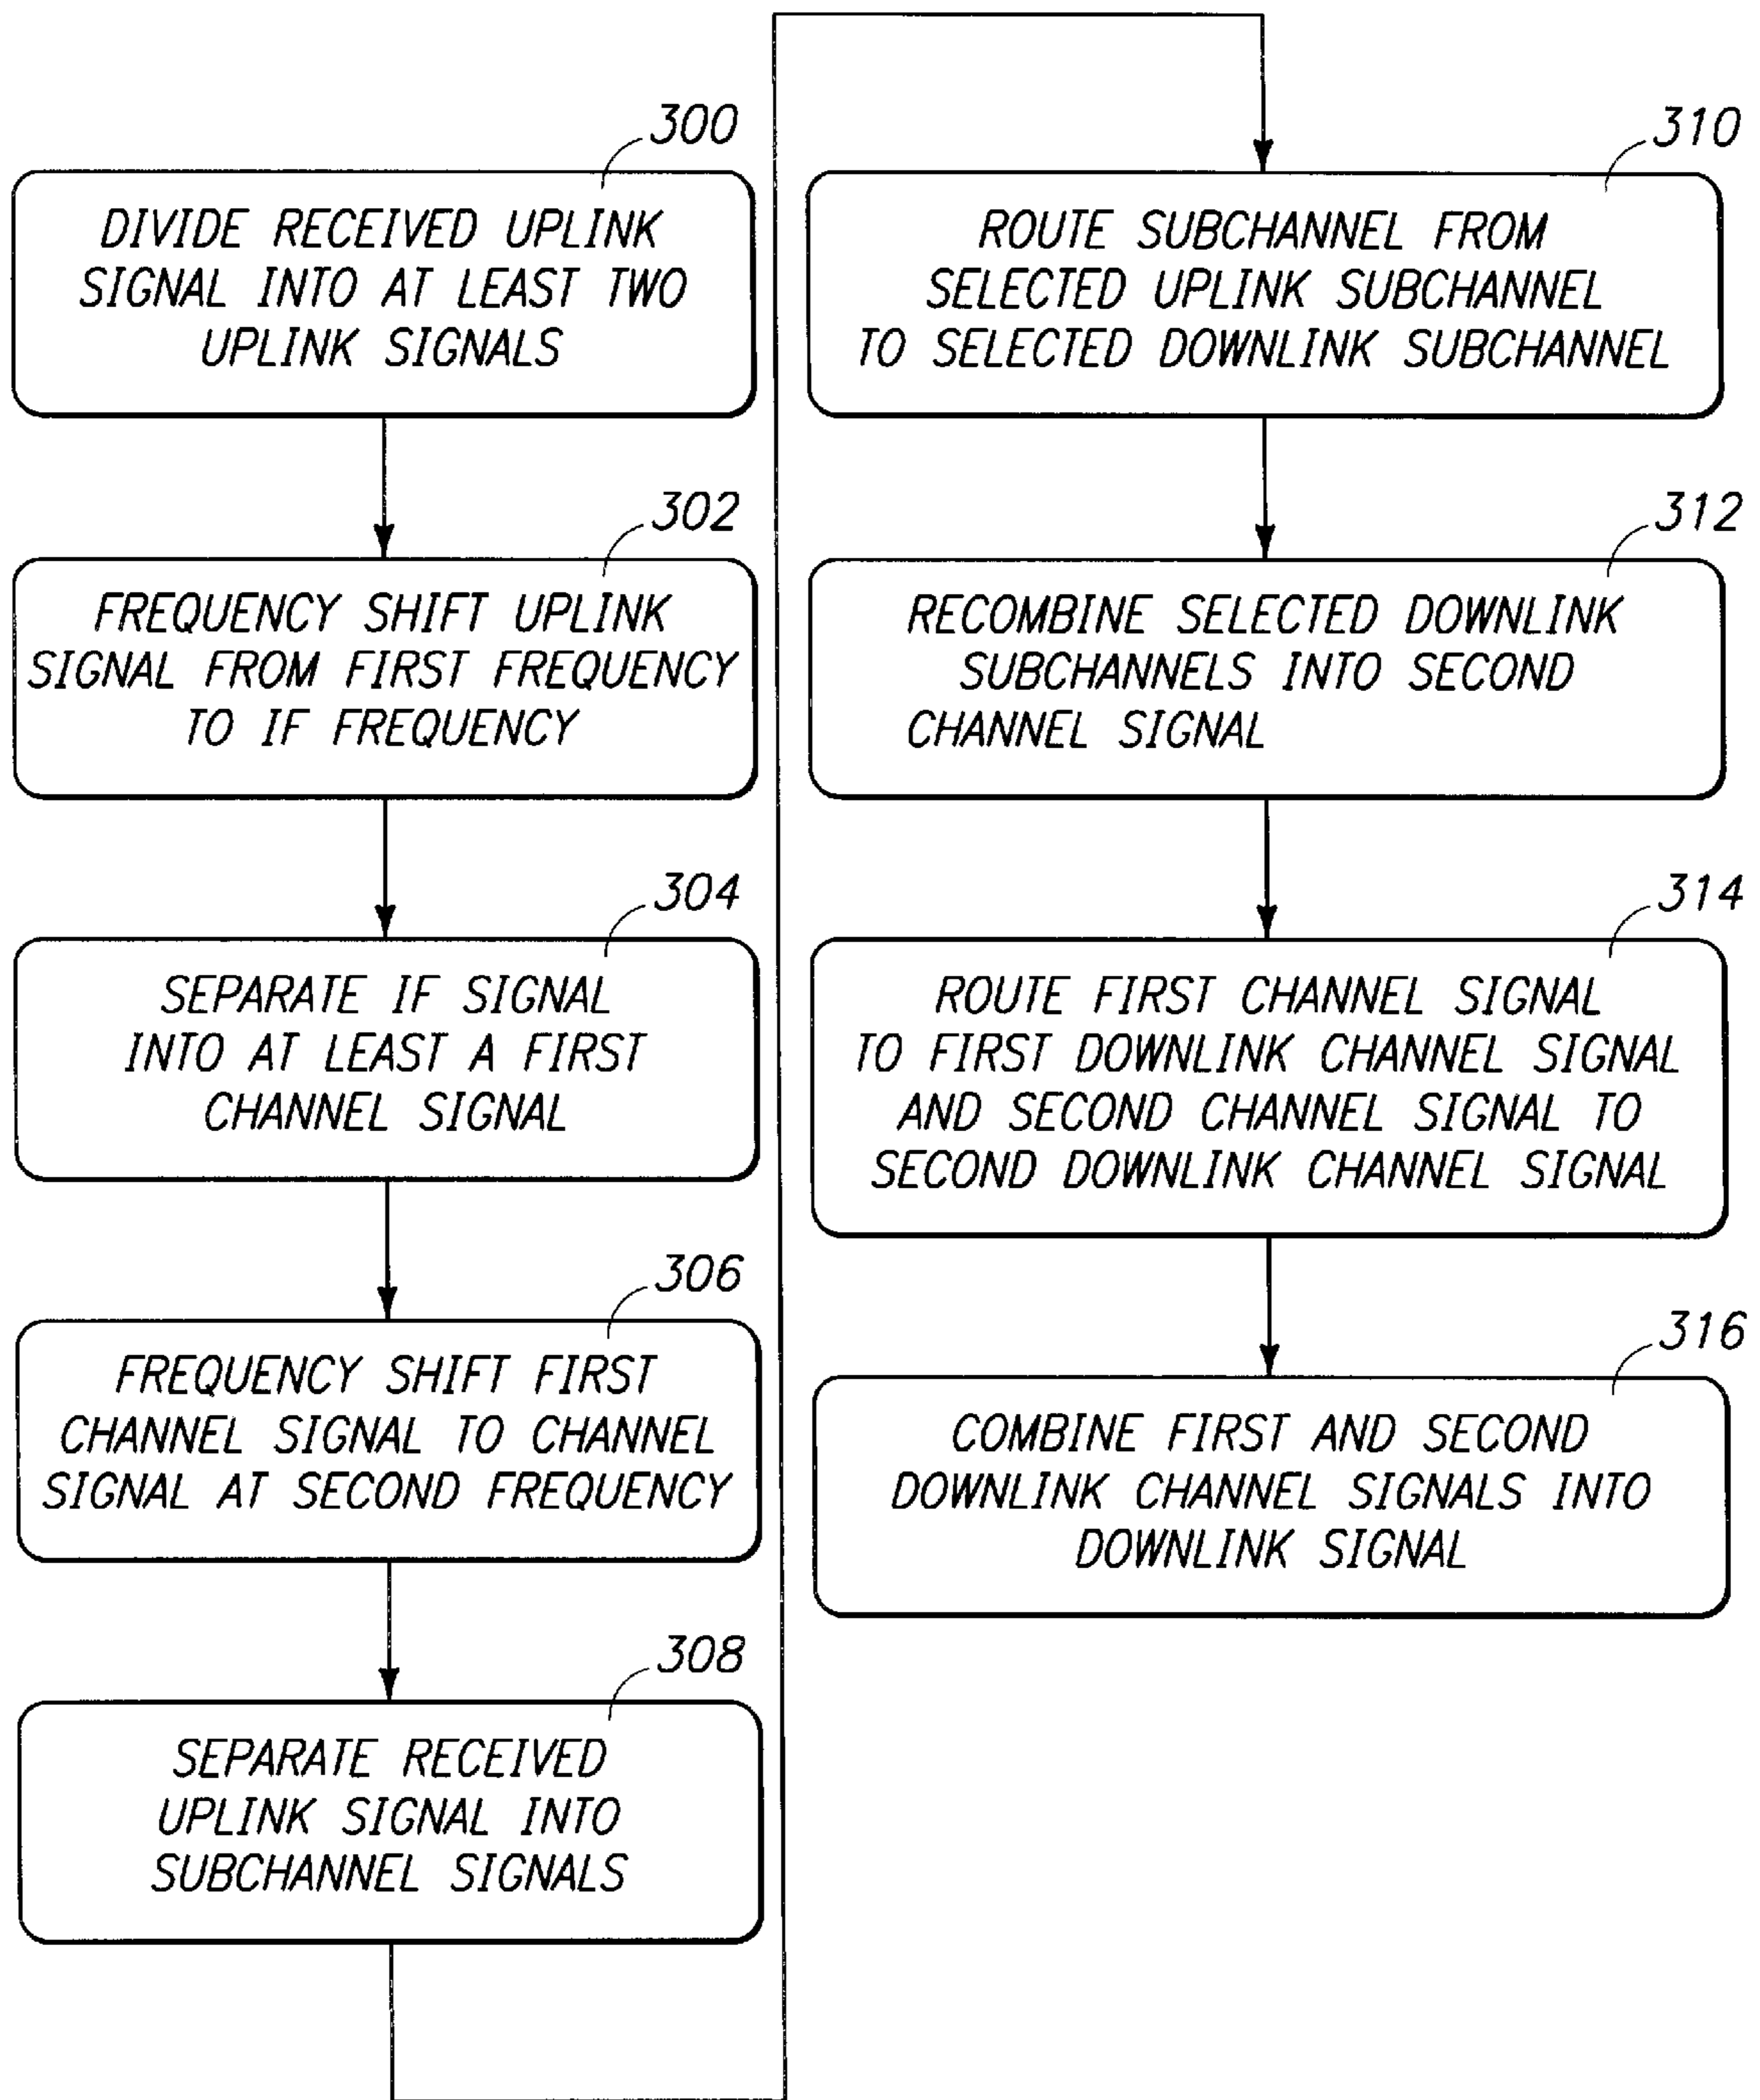 300
DIVIDE RECEIVED UPLINK
SIGNAL INTO AT LEAST TWO
UPLINK SIGNALS
302
FREQUENCY SHIFT UPLINK
SIGNAL FROM FIRST FREQUENCY
TO IF FREQUENCY
304
SEPARATE IF SIGNAL
INTO AT LEAST A FIRST
CHANNEL SIGNAL
306
FREQUENCY SHIFT FIRST
CHANNEL SIGNAL TO CHANNEL
SIGNAL AT SECOND FREQUENCY
308
SEPARATE RECEIVED
UPLINK SIGNAL INTO
SUBCHANNEL SIGNALS
310
ROUTE SUBCHANNEL FROM
SELECTED UPLINK SUBCHANNEL
TO SELECTED DOWNLINK SUBCHANNEL
312
RECOMBINE SELECTED DOWNLINK
SUBCHANNELS INTO SECOND
CHANNEL SIGNAL
314
ROUTE FIRST CHANNEL SIGNAL
TO FIRST DOWNLINK CHANNEL SIGNAL
AND SECOND CHANNEL SIGNAL TO
SECOND DOWNLINK CHANNEL SIGNAL
316
COMBINE FIRST AND SECOND
DOWNLINK CHANNEL SIGNALS INTO
DOWNLINK SIGNAL